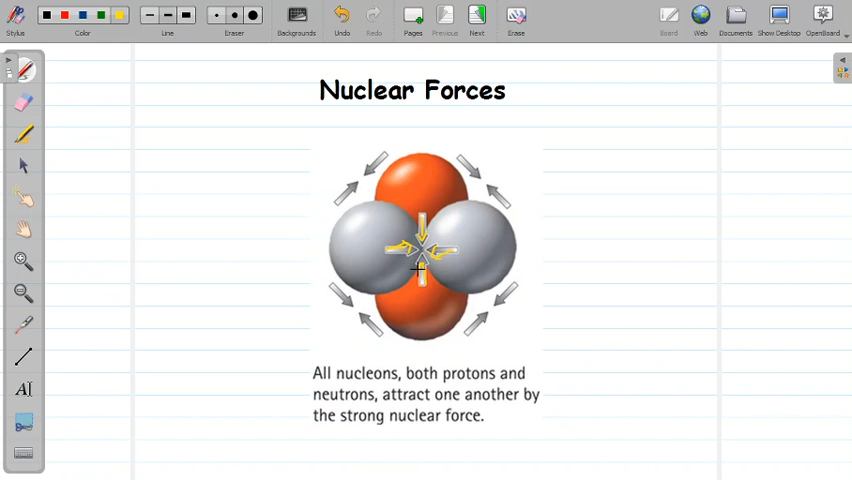 Stylus Color Line Eraser Backgrounds Undo Redo Pages Previous Next Erase Board Web Documents Show Desktop OpenBoard
Nuclear Forces
All nucleons, both protons and
neutrons, attract one another by
the strong nuclear force.